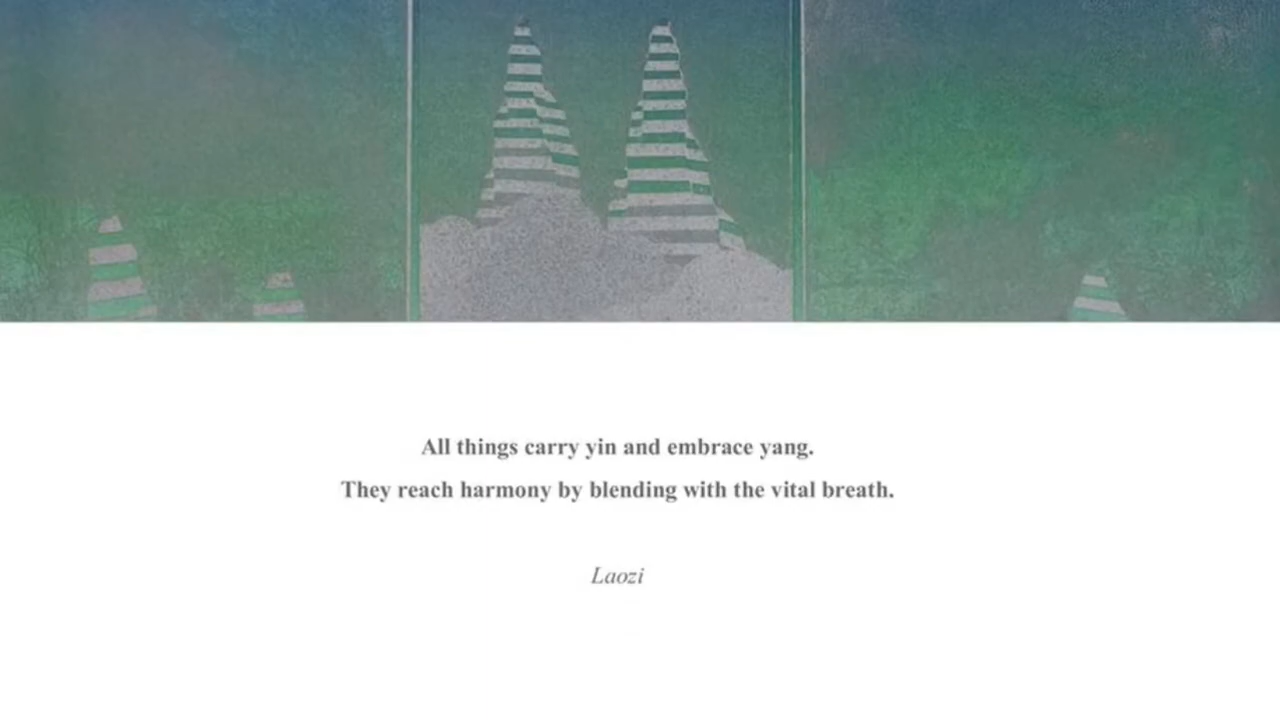 All things carry yin and embrace yang.
They reach harmony by blending with the vital breath.
Laozi